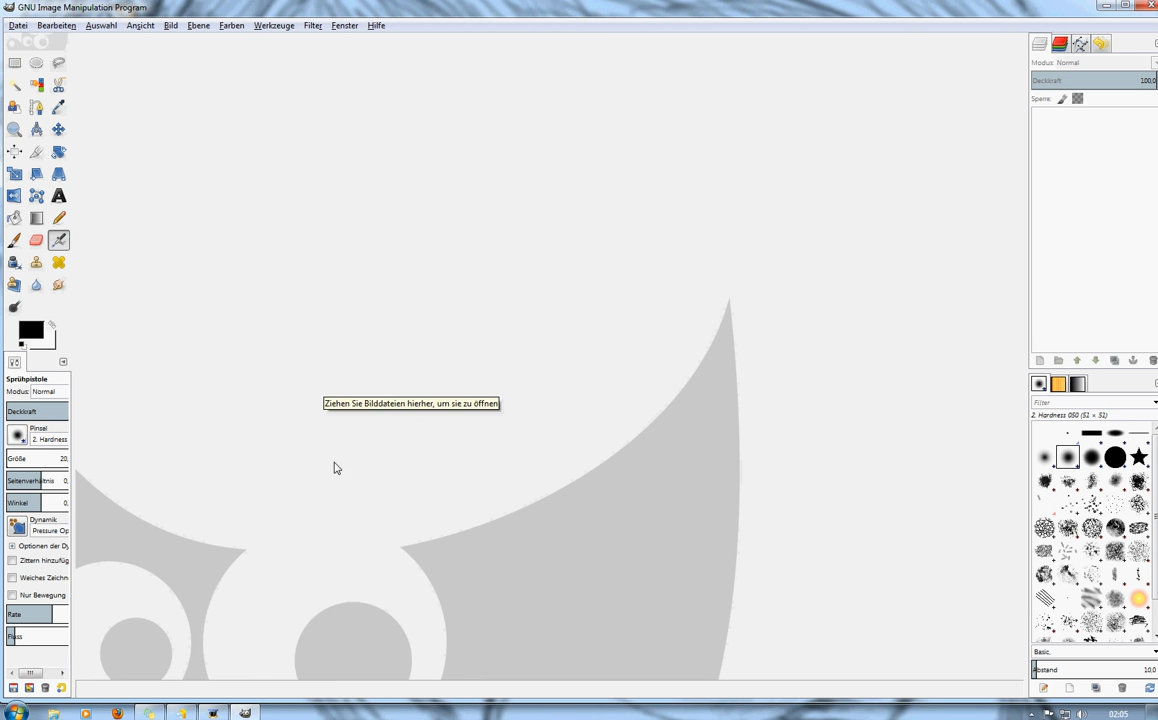 GNU Image Manipulation Program
Datei Bearbeiten Auswahl Ansicht Bild Ebene Farben Werkzeuge Filter Fenster Hilfe
Modus: Normal
Deckkraft 100,0
Sperre:
Ziehen Sie Bilddateien hierher, um sie zu öffnen
Sprühpistole
Modus: Normal
Deckkraft
Pinsel
2. Hardness
Größe 20,
Seitenverhältnis 0,
Winkel 0,
Dynamik
Pressure Op
Optionen der Dy
Zittern hinzufüg
Weiches Zeichn
Nur Bewegung
Rate
Fluss
Filter
2. Hardness 050 (51 × 51)
Basic,
Abstand 10,0
02:05